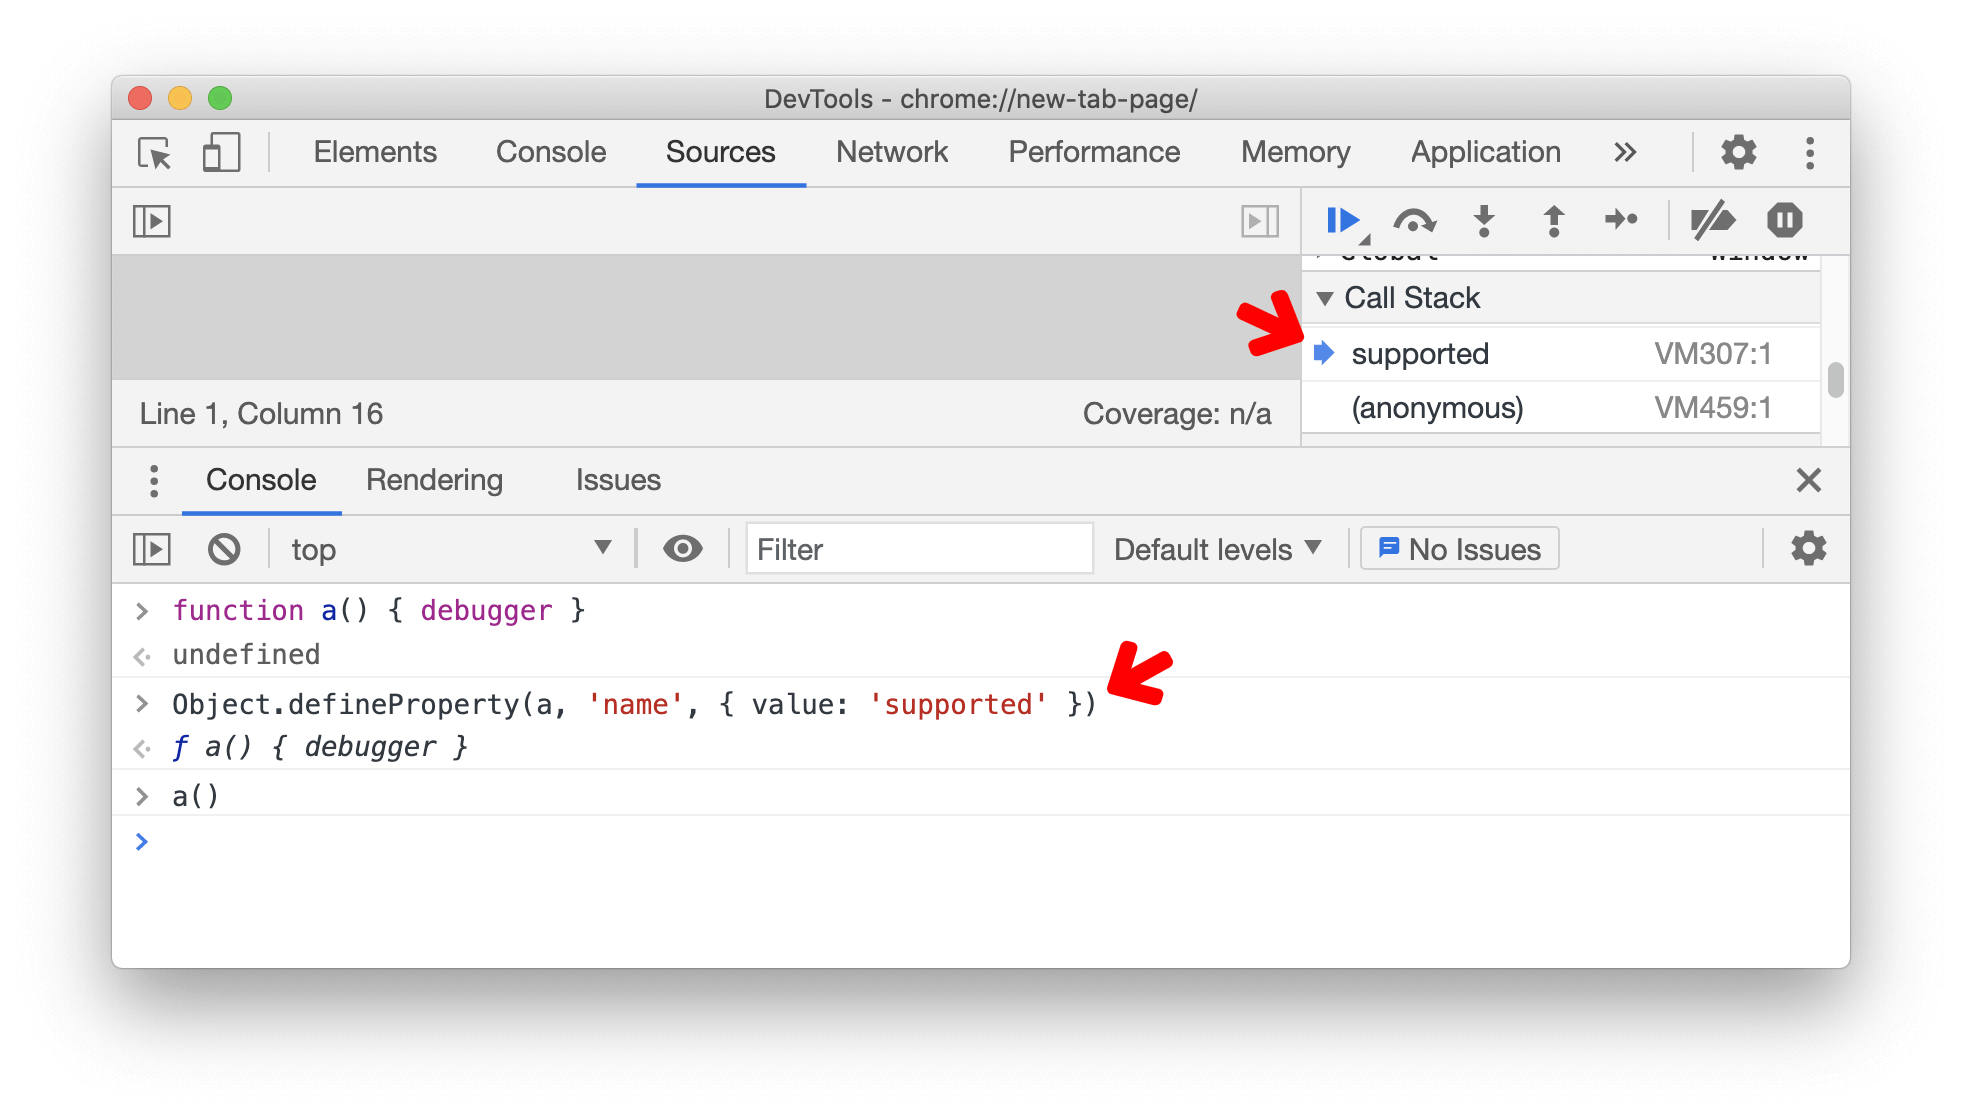 DevTools - chrome://new-tab-page/
Elements Console Sources Network Performance Memory Application »
Global Window
Call Stack
supported VM307:1
(anonymous) VM459:1
Line 1, Column 16 Coverage: n/a
Console Rendering Issues
top Filter Default levels ▼ No Issues
> function a() { debugger }
undefined
> Object.defineProperty(a, 'name', { value: 'supported' })
ƒ a() { debugger }
> a()
>